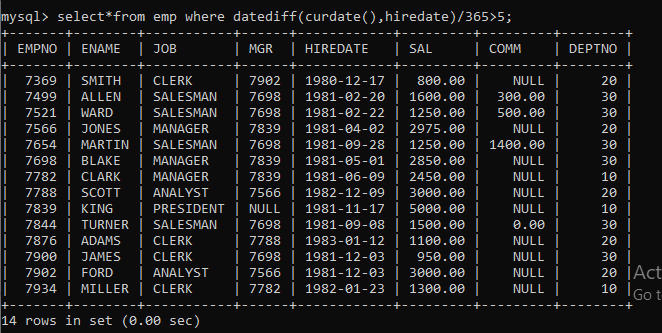 mysql> select*from emp where datediff(curdate(),hiredate)/365>5;
+-------+--------+-----------+------+------------+---------+---------+--------+
| EMPNO | ENAME | JOB | MGR | HIREDATE | SAL | COMM | DEPTNO |
+-------+--------+-----------+------+------------+---------+---------+--------+
| 7369 | SMITH | CLERK | 7902 | 1980-12-17 | 800.00 | NULL | 20 |
| 7499 | ALLEN | SALESMAN | 7698 | 1981-02-20 | 1600.00 | 300.00 | 30 |
| 7521 | WARD | SALESMAN | 7698 | 1981-02-22 | 1250.00 | 500.00 | 30 |
| 7566 | JONES | MANAGER | 7839 | 1981-04-02 | 2975.00 | NULL | 20 |
| 7654 | MARTIN | SALESMAN | 7698 | 1981-09-28 | 1250.00 | 1400.00 | 30 |
| 7698 | BLAKE | MANAGER | 7839 | 1981-05-01 | 2850.00 | NULL | 30 |
| 7782 | CLARK | MANAGER | 7839 | 1981-06-09 | 2450.00 | NULL | 10 |
| 7788 | SCOTT | ANALYST | 7566 | 1982-12-09 | 3000.00 | NULL | 20 |
| 7839 | KING | PRESIDENT | NULL | 1981-11-17 | 5000.00 | NULL | 10 |
| 7844 | TURNER | SALESMAN | 7698 | 1981-09-08 | 1500.00 | 0.00 | 30 |
| 7876 | ADAMS | CLERK | 7788 | 1983-01-12 | 1100.00 | NULL | 20 |
| 7900 | JAMES | CLERK | 7698 | 1981-12-03 | 950.00 | NULL | 30 |
| 7902 | FORD | ANALYST | 7566 | 1981-12-03 | 3000.00 | NULL | 20 |
| 7934 | MILLER | CLERK | 7782 | 1982-01-23 | 1300.00 | NULL | 10 |
+-------+--------+-----------+------+------------+---------+---------+--------+
14 rows in set (0.00 sec)
Act
Go t